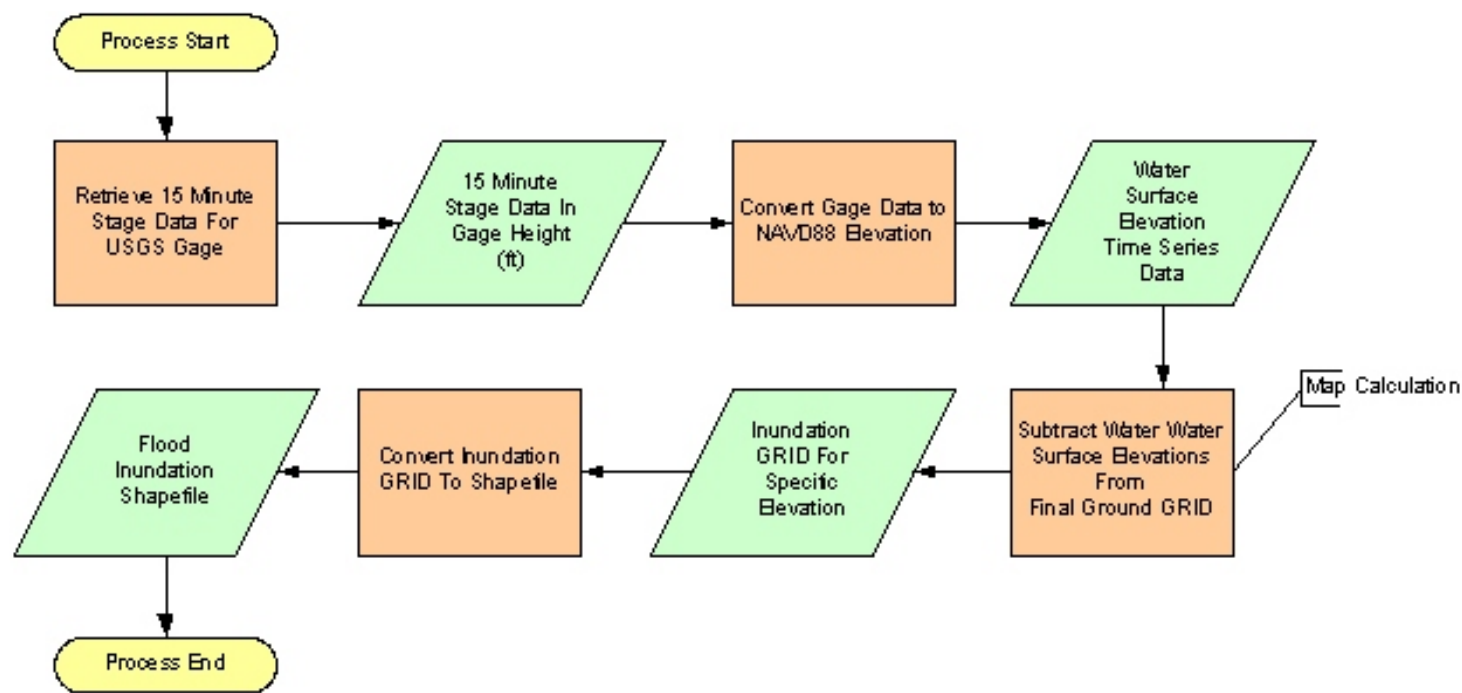 Process Start
Retrieve 15 Minute
Stage Data For
USGS Gage
15 Minute
Stage Data In
Gage Height
(ft)
Convert Gage Data to
NAVD88 Elevation
Water
Surface
Elevation
Time Series
Data
Map Calculation
Subtract Water Water
Surface Elevations
From
Final Ground GRID
Inundation
GRID For
Specific
Elevation
Convert Inundation
GRID To Shapefile
Flood
Inundation
Shapefile
Process End